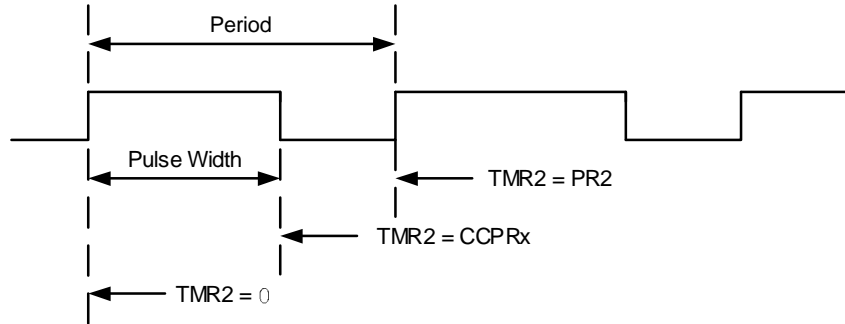 Period
Pulse Width
TMR2 = PR2
TMR2 = CCPRx
TMR2 = 0